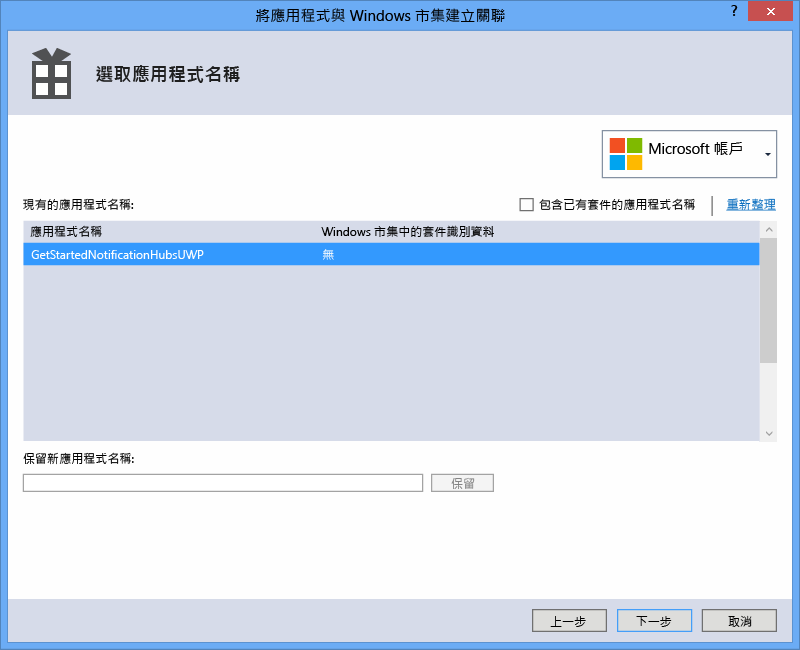 將應用程式與 Windows 市集建立關聯
?
選取應用程式名稱
Microsoft 帳戶
現有的應用程式名稱:
包含已有套件的應用程式名稱
重新整理
應用程式名稱 Windows 市集中的套件識別資料
GetStartedNotificationHubsUWP 無
保留新應用程式名稱:
保留
上一步 下一步 取消